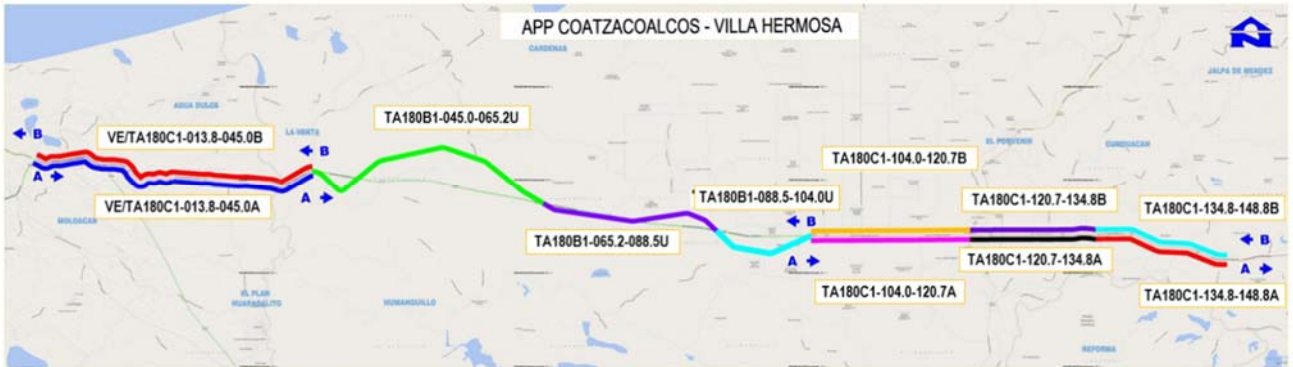 APP COATZACOALCOS - VILLA HERMOSA
CARDENAS
JALPA DE MENDEZ
AGUA DULCE
TA180B1-045.0-065.2U
B
VE/TA180C1-013.8-045.0B
LA VENTA
B
EL PORVENIR
CUNDUACAN
TA180C1-104.0-120.7B
A
A
TA180B1-088.5-104.0U
TA180C1-120.7-134.8B
TA180C1-134.8-148.8B
VE/TA180C1-013.8-045.0A
MOLOACAN
B
TA180B1-065.2-088.5U
B
A
TA180C1-120.7-134.8A
A
EL PLAN
HUMANGUILLO
TA180C1-104.0-120.7A
TA180C1-134.8-148.8A
REFORMA